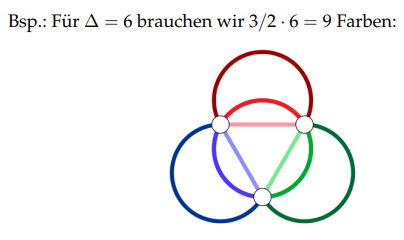 Bsp.: Für Δ = 6 brauchen wir 3/2 · 6 = 9 Farben: